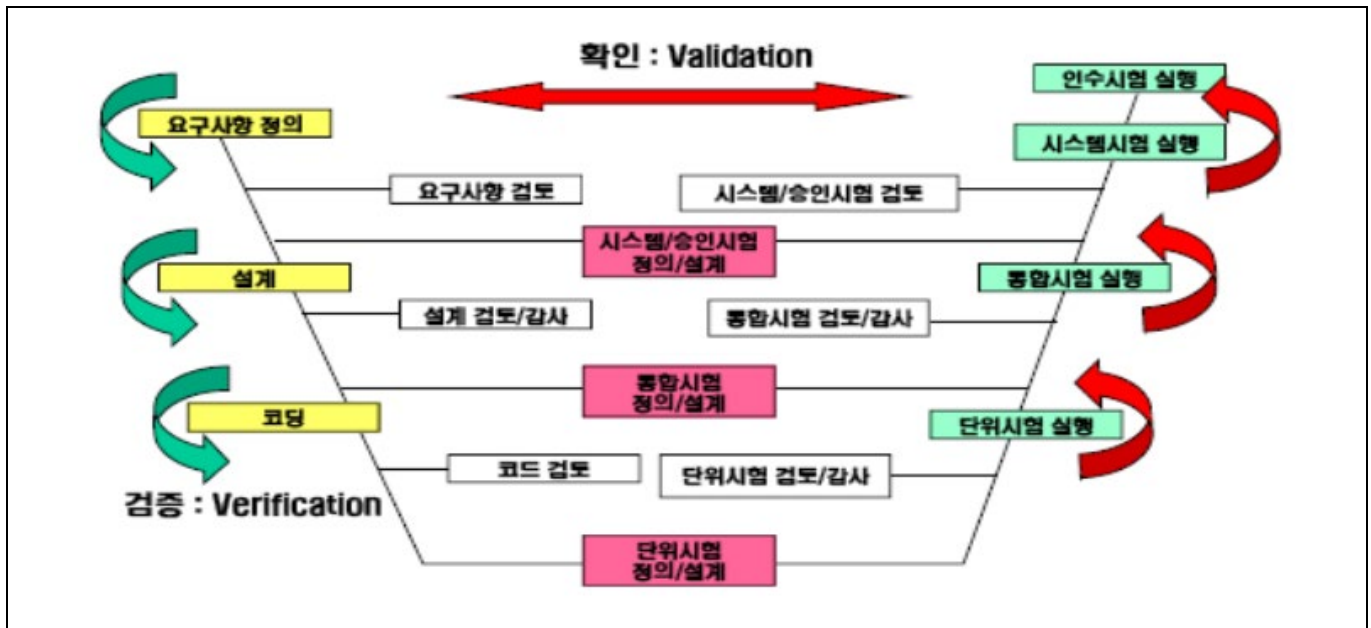 확인 : Validation
인수시험 실행
요구사항 정의
시스템시험 실행
요구사항 검토
시스템/승인시험 검토
시스템/승인시험
정의/설계
설계
통합시험 실행
설계 검토/감사
통합시험 검토/감사
통합시험
정의/설계
코딩
단위시험 실행
코드 검토
단위시험 검토/감사
검증 : Verification
단위시험
정의/설계